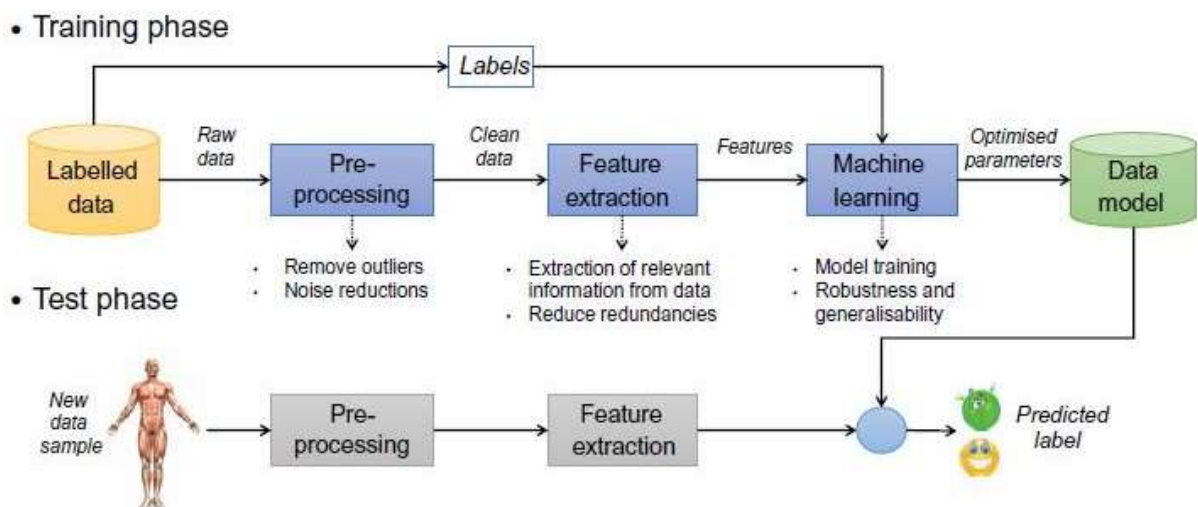 • Training phase
Labels
Labelled
data
Raw
data
Pre-
processing
Clean
data
Feature
extraction
Features
Machine
learning
Optimised
parameters
Data
model
• Remove outliers
• Noise reductions
• Extraction of relevant
information from data
• Reduce redundancies
• Model training
• Robustness and
generalisability
• Test phase
New
data
sample
Pre-
processing
Feature
extraction
Predicted
label